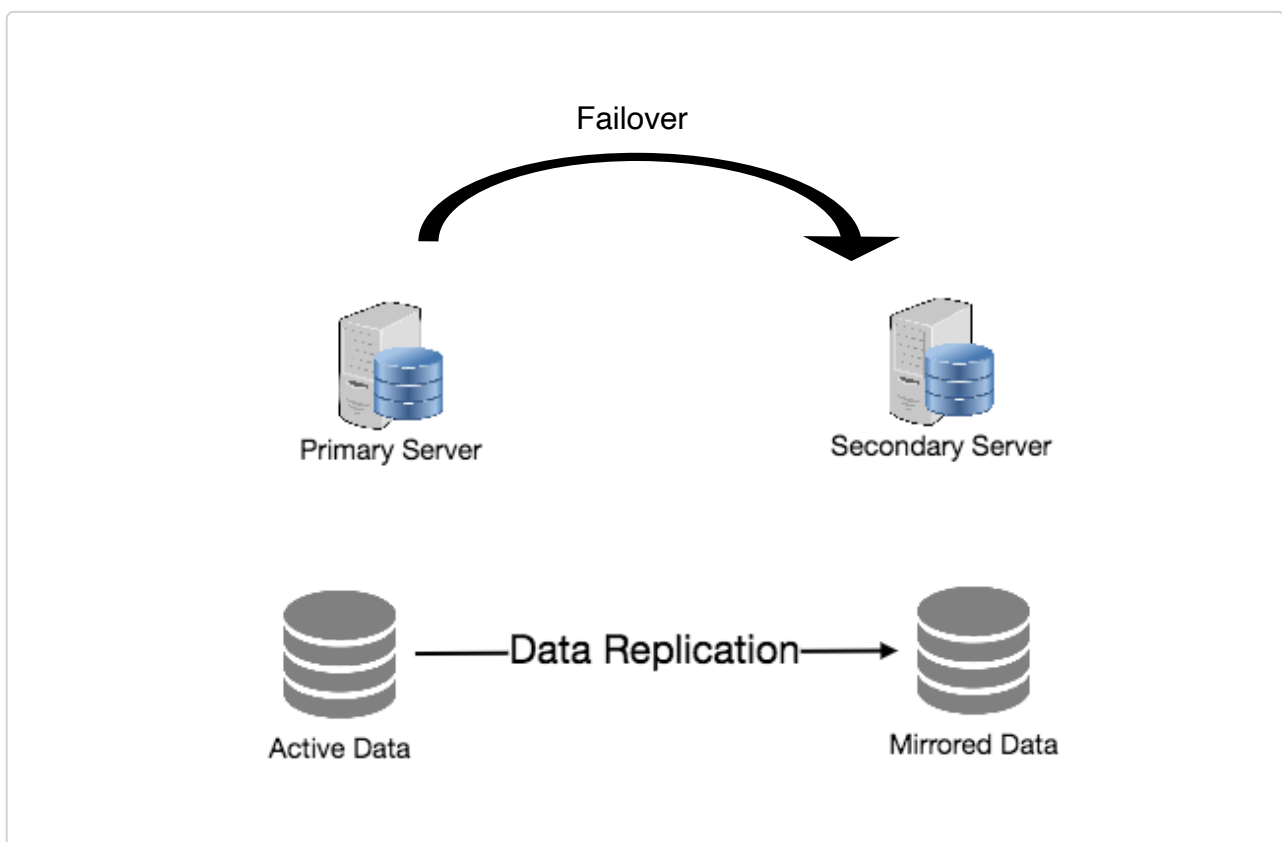 Failover
Primary Server
Secondary Server
Data Replication
Active Data
Mirrored Data